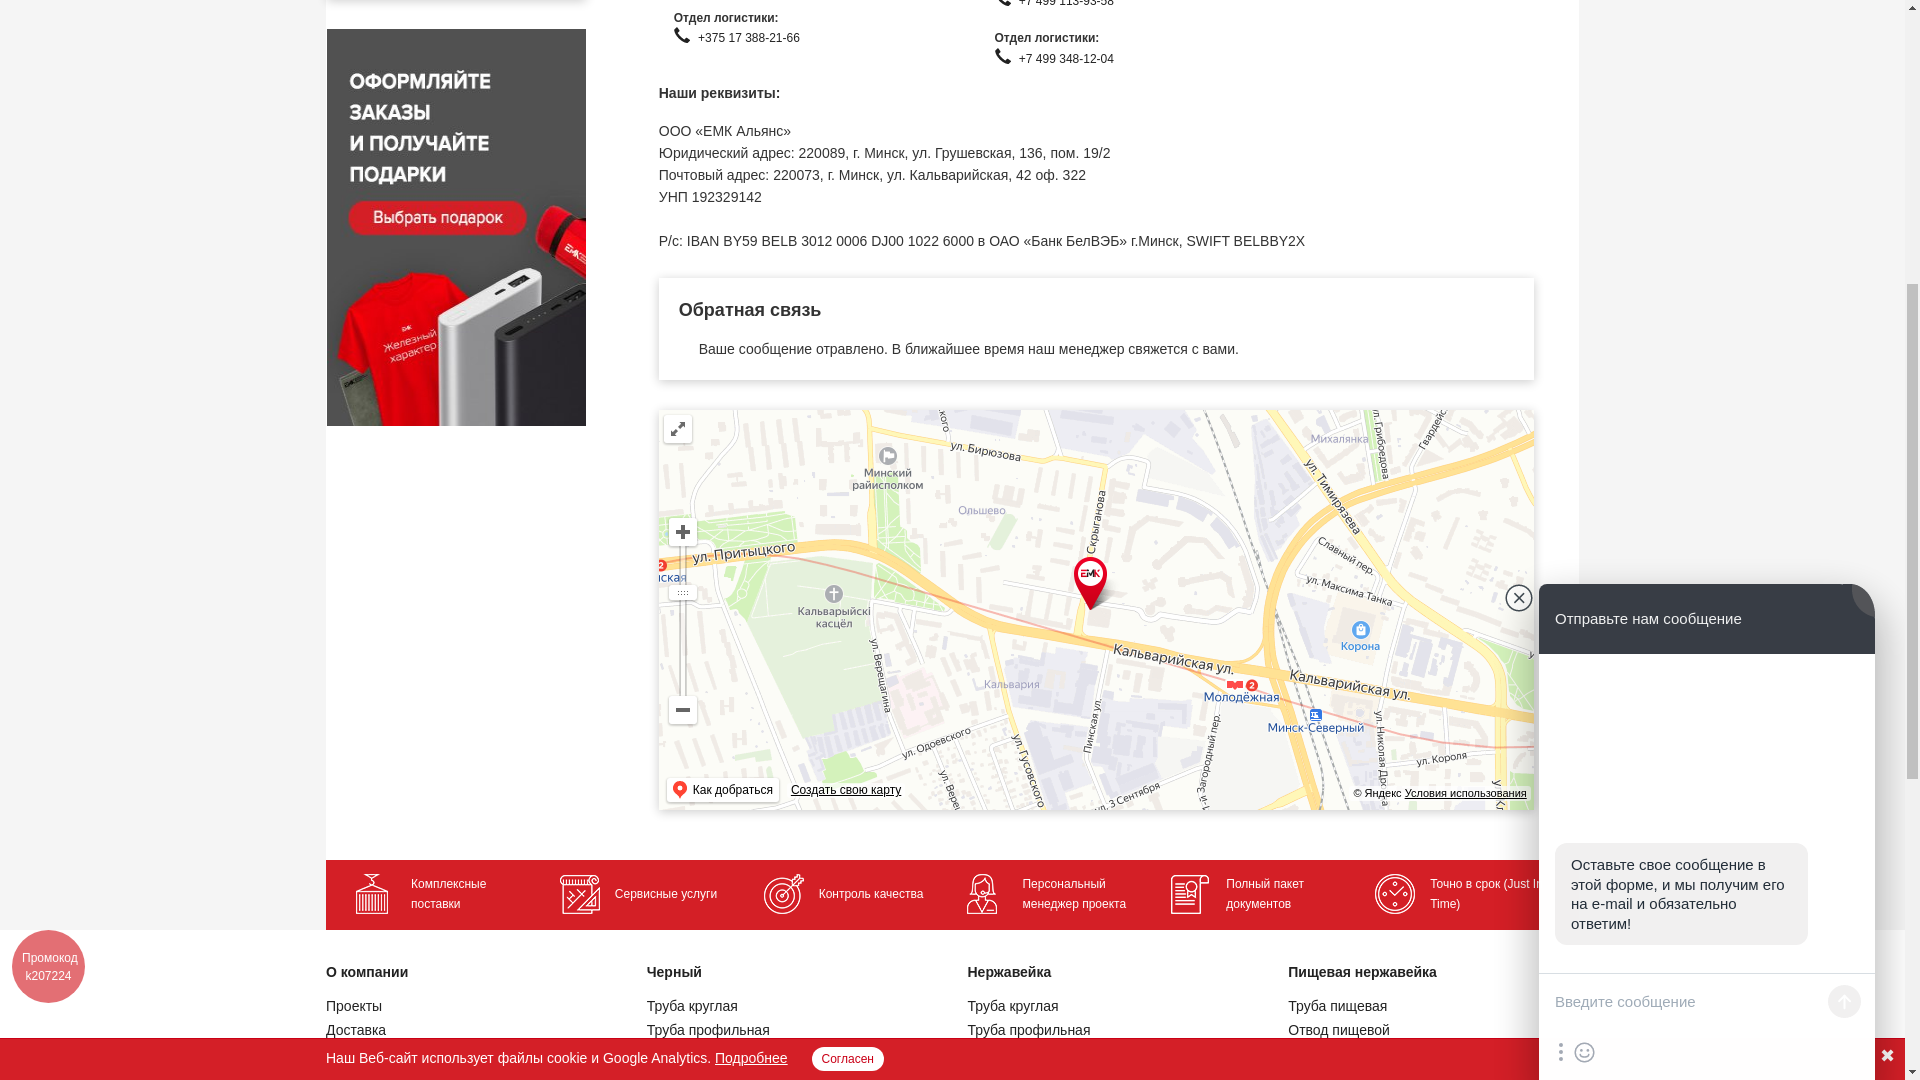 +7 499 113-93-58
Отдел логистики:
+375 17 388-21-66
Отдел логистики:
+7 499 348-12-04
ОФОРМЛЯЙТЕ
ЗАКАЗЫ
И ПОЛУЧАЙТЕ
ПОДАРКИ
Выбрать подарок
ЕМК
Железный
характер
Наши реквизиты:
ООО «ЕМК Альянс»
Юридический адрес: 220089, г. Минск, ул. Грушевская, 136, пом. 19/2
Почтовый адрес: 220073, г. Минск, ул. Кальварийская, 42 оф. 322
УНП 192329142
Р/с: IBAN BY59 BELB 3012 0006 DJ00 1022 6000 в ОАО «Банк БелВЭБ» г.Минск, SWIFT BELBBY2X
Обратная связь
Ваше сообщение отравлено. В ближайшее время наш менеджер свяжется с вами.
ул. Бирюзова
Михалянка
ул. Грибоедова
Гвардейс
Минский
райисполком
ул. Тимирязева
Ольшево
Скрыганова
ул. Притыцкого
Славный пер.
ул. Максима Танка
ЕМК
Кальварыйскі
касцёл
Корона
ул. Верещагина
Кальварийская ул.
Кальварийская ул.
Кальвария
Молодёжная
Минск-Северный
Пинская ул.
Загородный пер.
ул. Одоевского
ул. Гусовского
ул. Короля
ул. 3 Сентября
Как добраться
Создать свою карту
© Яндекс Условия использования
Отправьте нам сообщение
Оставьте свое сообщение в
этой форме, и мы получим его
на e-mail и обязательно
ответим!
Введите сообщение
Комплексные
поставки
Сервисные услуги
Контроль качества
Персональный
менеджер проекта
Полный пакет
документов
Точно в срок (Just In
Time)
Промокод
k207224
О компании
Проекты
Доставка
Черный
Труба круглая
Труба профильная
Нержавейка
Труба круглая
Труба профильная
Пищевая нержавейка
Труба пищевая
Отвод пищевой
Наш Веб-сайт использует файлы cookie и Google Analytics. Подробнее
Согласен